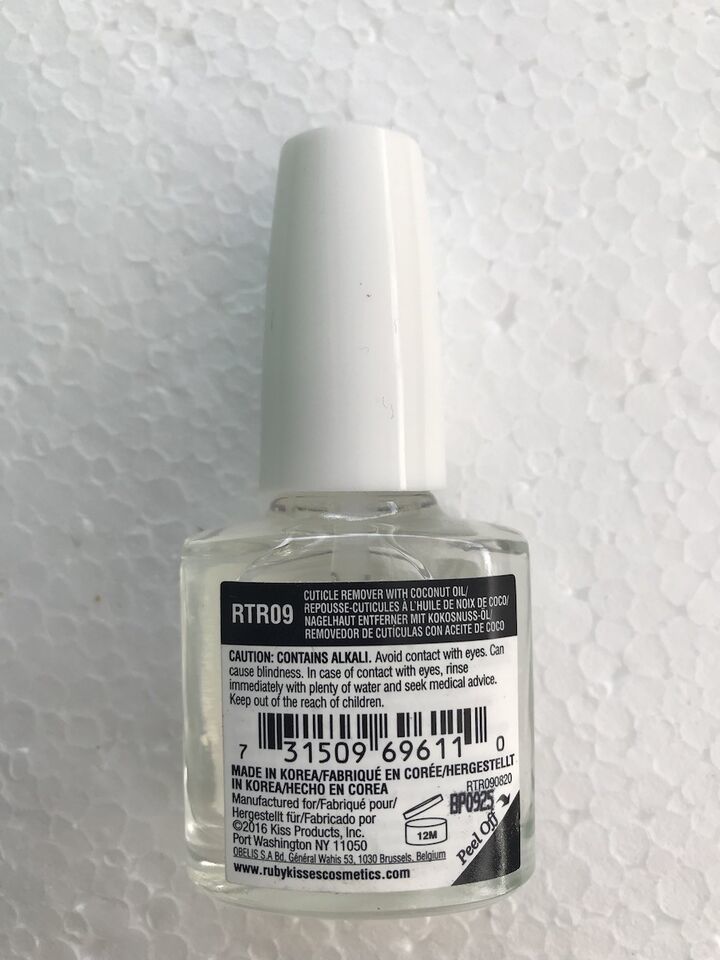 RTR09
CUTICLE REMOVER WITH COCONUT OIL/
REPOUSSE-CUTICULES À L'HUILE DE NOIX DE COCO/
NAGELHAUT ENTFERNER MIT KOKOSNUSS-ÖL/
REMOVEDOR DE CUTÍCULAS CON ACEITE DE COCO
CAUTION: CONTAINS ALKALI. Avoid contact with eyes. Can
cause blindness. In case of contact with eyes, rinse
immediately with plenty of water and seek medical advice.
Keep out of the reach of children.
7 31509 69611 0
MADE IN KOREA/FABRIQUÉ EN CORÉE/HERGESTELLT
IN KOREA/HECHO EN COREA
RTR090820
Manufactured for/Fabriqué pour/
Hergestellt für/Fabricado por
©2016 Kiss Products, Inc.
Port Washington NY 11050
OBELIS S.A Bd. Général Wahis 53, 1030 Brussels, Belgium
www.rubykissescosmetics.com
12M
BP0925
Peel Off